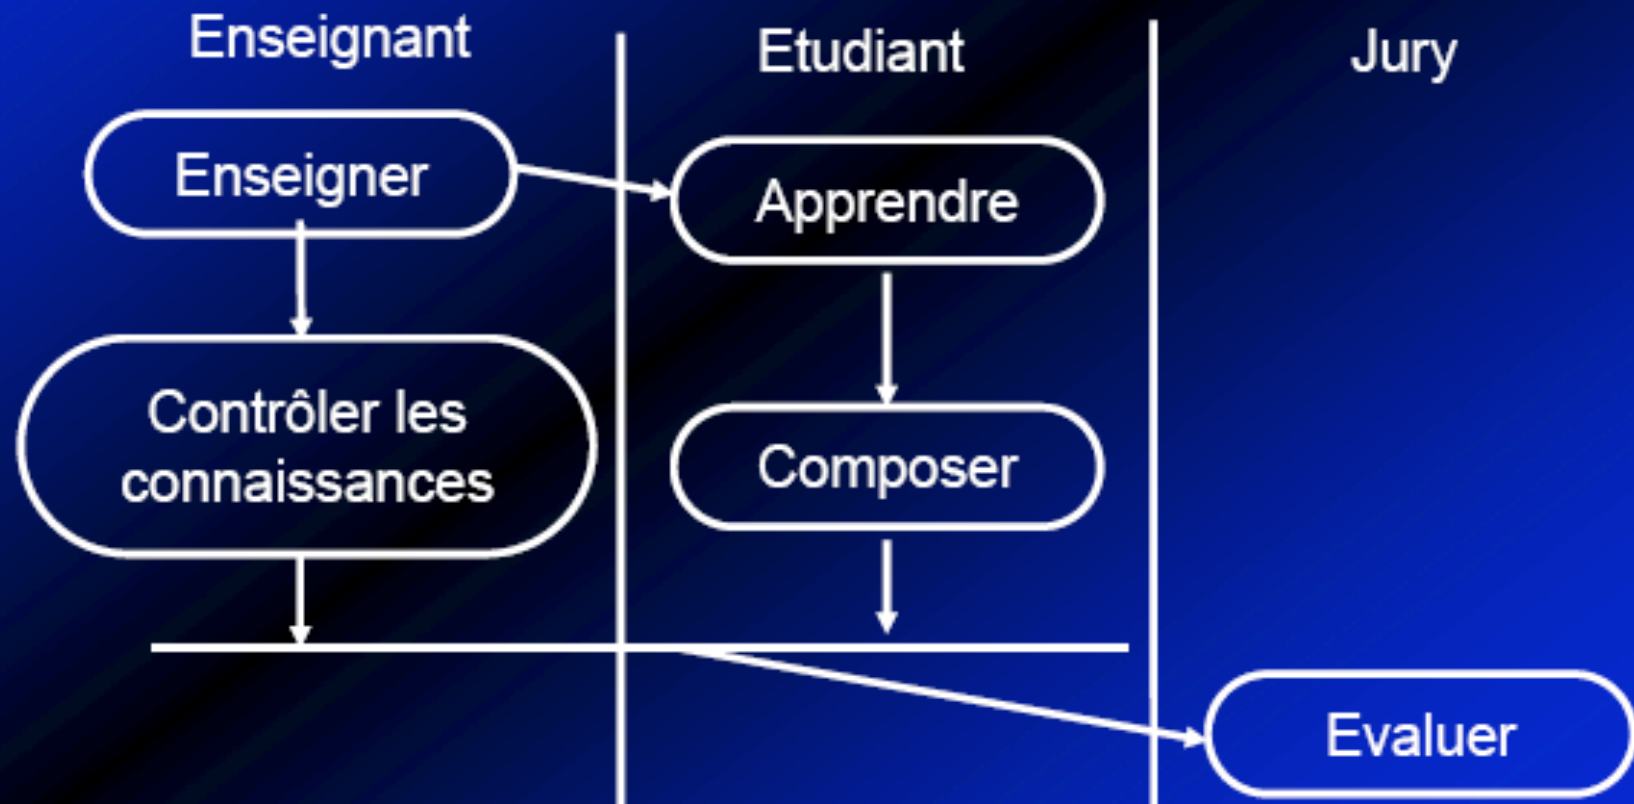 Enseignant
Etudiant
Jury
Enseigner
Apprendre
Contrôler les
connaissances
Composer
Evaluer